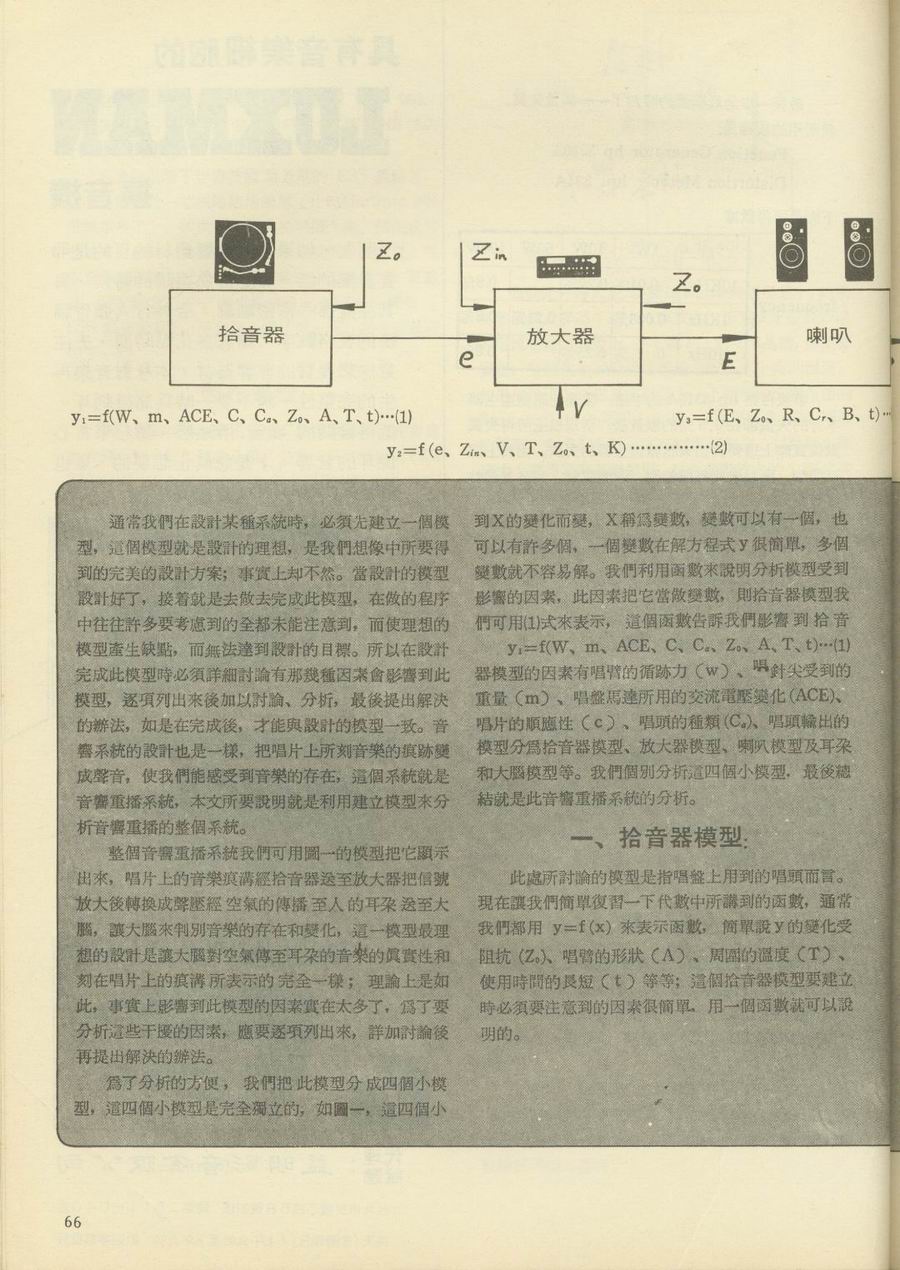 Z₀
Zin
Z₀
拾音器
放大器
喇叭
e
E
V
y₁=f(W、m、ACE、C、Cₐ、Z₀、A、T、t)…(1)
y₃=f(E、Z₀、R、Cᵣ、B、t)…
y₂=f(e、Zᵢₙ、V、T、Z₀、t、K)……………(2)
通常我們在設計某種系統時，必須先建立一個模
型，這個模型就是設計的理想，是我們想像中所要得
到的完美的設計方案；事實上却不然。當設計的模型
設計好了，接着就是去做去完成此模型，在做的程序
中往往許多要考慮到的全都未能注意到，而使理想的
模型產生缺點，而無法達到設計的目標。所以在設計
完成此模型時必須詳細討論有那幾種因素會影響到此
模型，逐項列出來後加以討論、分析，最後提出解決
的辦法，如是在完成後，才能與設計的模型一致。音
響系統的設計也是一樣，把唱片上所刻音樂的痕跡變
成聲音，使我們能感受到音樂的存在，這個系統就是
音響重播系統，本文所要說明就是利用建立模型來分
析音響重播的整個系統。
整個音響重播系統我們可用圖一的模型把它顯示
出來，唱片上的音樂痕溝經拾音器送至放大器把信號
放大後轉換成聲壓經空氣的傳播至人的耳朶送至大
腦，讓大腦來判別音樂的存在和變化，這一模型最理
想的設計是讓大腦對空氣傳至耳朶的音樂的眞實性和
刻在唱片上的痕溝所表示的完全一樣；理論上是如
此，事實上影響到此模型的因素實在太多了，爲了要
分析這些干擾的因素，應要逐項列出來，詳加討論後
再提出解決的辦法。
爲了分析的方便，我們把此模型分成四個小模
型，這四個小模型是完全獨立的，如圖一，這四個小
到X的變化而變，X稱爲變數，變數可以有一個，也
可以有許多個，一個變數在解方程式y很簡單，多個
變數就不容易解。我們利用函數來說明分析模型受到
影響的因素，此因素把它當做變數，則拾音器模型我
們可用(1)式來表示，這個函數告訴我們影響到拾音
y₁=f(W、m、ACE、C、Cₐ、Z₀、A、T、t)…(1)
器模型的因素有唱臂的循跡力（w）、唱針尖受到的
重量（m）、唱盤馬達所用的交流電壓變化(ACE)、
唱片的順應性（c）、唱頭的種類(Cₐ)、唱頭輸出的
模型分爲拾音器模型、放大器模型、喇叭模型及耳朶
和大腦模型等。我們個別分析這四個小模型，最後總
結就是此音響重播系統的分析。
一、拾音器模型：
此處所討論的模型是指唱盤上用到的唱頭而言。
現在讓我們簡單復習一下代數中所講到的函數，通常
我們都用 y=f(x) 來表示函數，簡單說y的變化受
阻抗（Z₀)、唱臂的形狀（A）、周圍的溫度（T）、
使用時間的長短（t）等等；這個拾音器模型要建立
時必須要注意到的因素很簡單，用一個函數就可以說
明的。
66